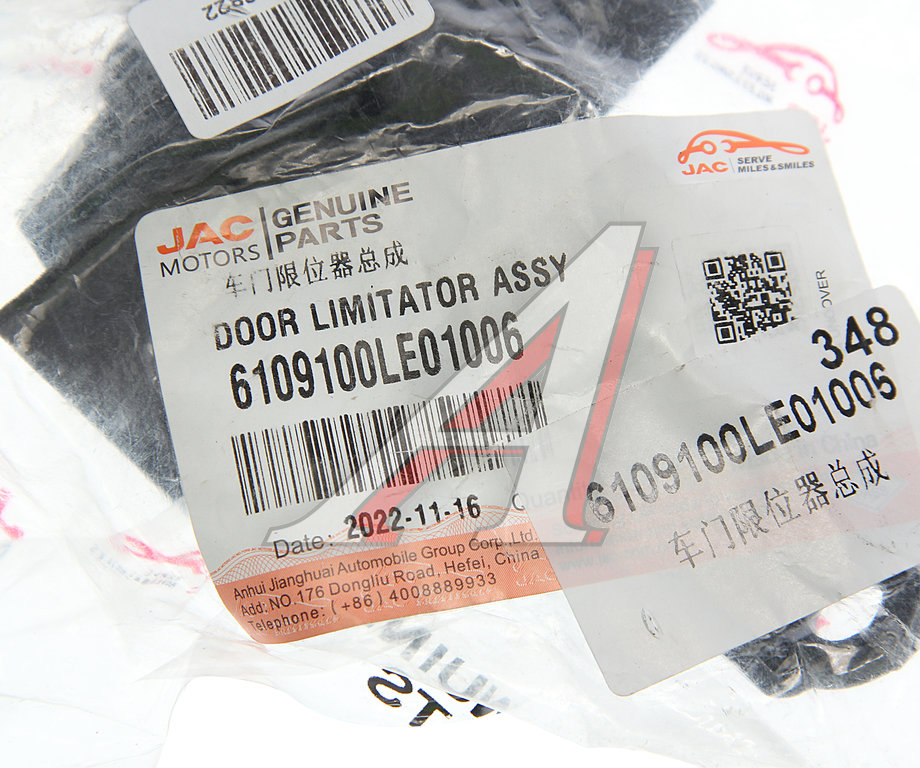 JAC
MOTORS
GENUINE
PARTS
车门限位器总成
DOOR LIMITATOR ASSY
6109100LE01006
Date: 2022-11-16
Anhui Jianghuai Automobile Group Corp.,Ltd.
Add: NO.176 Dongliu Road, Hefei, China
Telephone: (+86) 4008889933
JAC
SERVE
MILES&SMILES
OVER
348
6109100LE01006
车门限位器总成